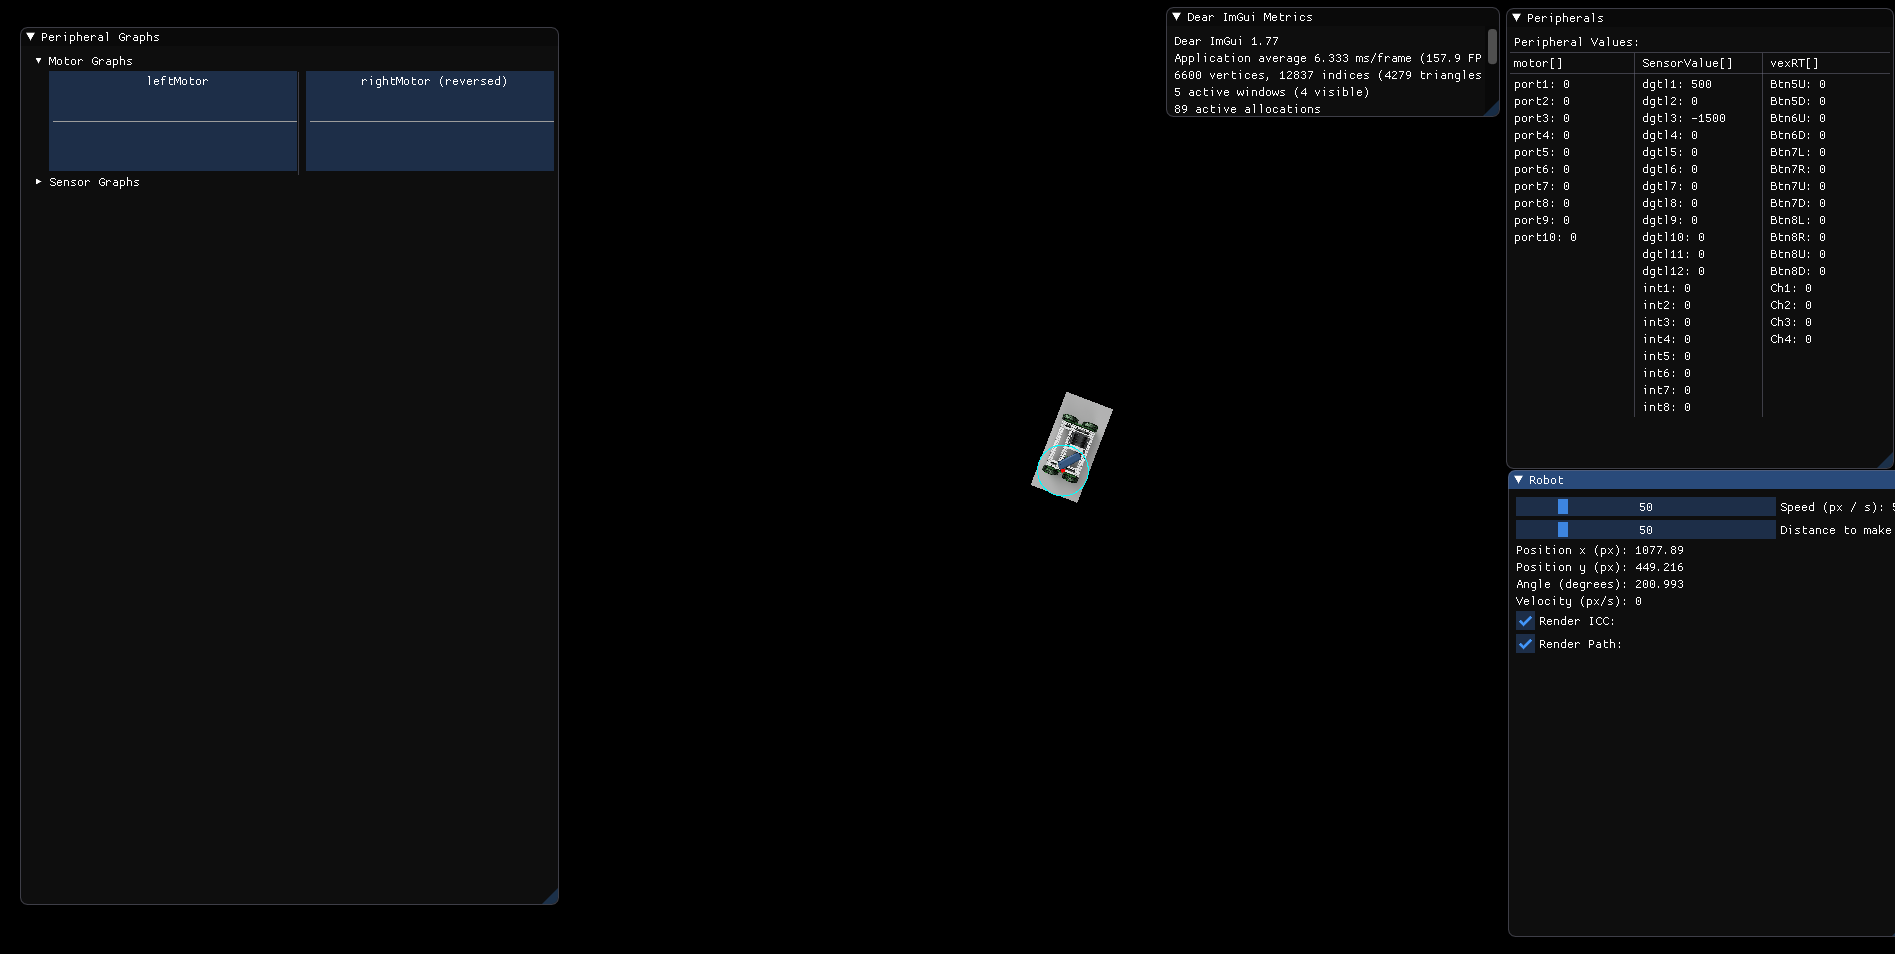 Peripheral Graphs
Motor Graphs
leftMotor
rightMotor (reversed)
Sensor Graphs
Dear ImGui Metrics
Dear ImGui 1.77
Application average 6.333 ms/frame (157.9 FP
6600 vertices, 12837 indices (4279 triangles
5 active windows (4 visible)
89 active allocations
Peripherals
Peripheral Values:
motor[] SensorValue[] vexRT[]
port1: 0 dgtl1: 500 Btn5U: 0
port2: 0 dgtl2: 0 Btn5D: 0
port3: 0 dgtl3: -1500 Btn6U: 0
port4: 0 dgtl4: 0 Btn6D: 0
port5: 0 dgtl5: 0 Btn7L: 0
port6: 0 dgtl6: 0 Btn7R: 0
port7: 0 dgtl7: 0 Btn7U: 0
port8: 0 dgtl8: 0 Btn7D: 0
port9: 0 dgtl9: 0 Btn8L: 0
port10: 0 dgtl10: 0 Btn8R: 0
dgtl11: 0 Btn8U: 0
dgtl12: 0 Btn8D: 0
int1: 0 Ch1: 0
int2: 0 Ch2: 0
int3: 0 Ch3: 0
int4: 0 Ch4: 0
int5: 0
int6: 0
int7: 0
int8: 0
Robot
50 Speed (px / s): 5
50 Distance to make
Position x (px): 1077.89
Position y (px): 449.216
Angle (degrees): 200.993
Velocity (px/s): 0
Render ICC:
Render Path: